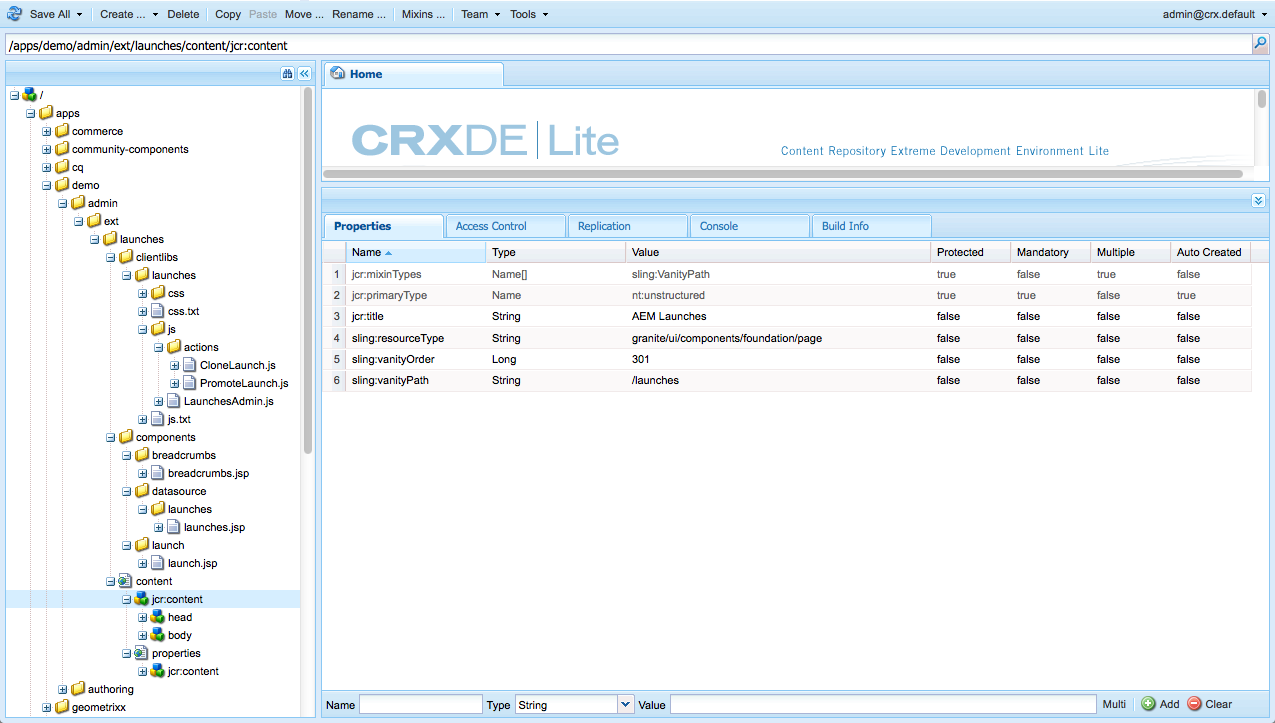 Save All Create ... Delete Copy Paste Move ... Rename ... Mixins ... Team Tools admin@crx.default
/apps/demo/admin/ext/launches/content/jcr:content
/
apps
commerce
community-components
cq
demo
admin
ext
launches
clientlibs
launches
css
css.txt
js
actions
CloneLaunch.js
PromoteLaunch.js
LaunchesAdmin.js
js.txt
components
breadcrumbs
breadcrumbs.jsp
datasource
launches
launches.jsp
launch
launch.jsp
content
jcr:content
head
body
properties
jcr:content
authoring
geometrixx
Home
CRXDE | Lite
Content Repository Extreme Development Environment Lite
Properties Access Control Replication Console Build Info
Name Type Value Protected Mandatory Multiple Auto Created
1 jcr:mixinTypes Name[] sling:VanityPath true false true false
2 jcr:primaryType Name nt:unstructured true true false true
3 jcr:title String AEM Launches false false false false
4 sling:resourceType String granite/ui/components/foundation/page false false false false
5 sling:vanityOrder Long 301 false false false false
6 sling:vanityPath String /launches false false false false
Name Type String Value Multi Add Clear